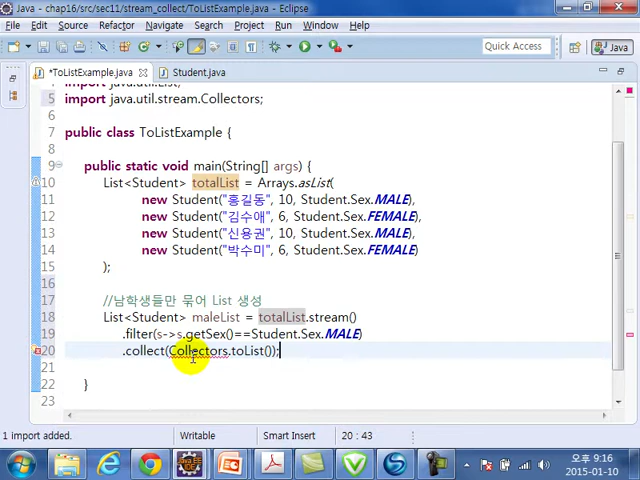 Java - chap16/src/sec11/stream_collect/ToListExample.java - Eclipse
File Edit Source Refactor Navigate Search Project Run Window Help
Quick Access
Java
*ToListExample.java
Student.java
5 import java.util.stream.Collectors;
6
7 public class ToListExample {
8
9 public static void main(String[] args) {
10 List<Student> totalList = Arrays.asList(
11 new Student("홍길동", 10, Student.Sex.MALE),
12 new Student("김수애", 6, Student.Sex.FEMALE),
13 new Student("신용권", 10, Student.Sex.MALE),
14 new Student("박수미", 6, Student.Sex.FEMALE)
15 );
16
17 //남학생들만 묶어 List 생성
18 List<Student> maleList = totalList.stream()
19 .filter(s->s.getSex()==Student.Sex.MALE)
20 .collect(Collectors.toList());
21
22 }
23
1 import added.
Writable
Smart Insert
20 : 43
오후 9:16
2015-01-10